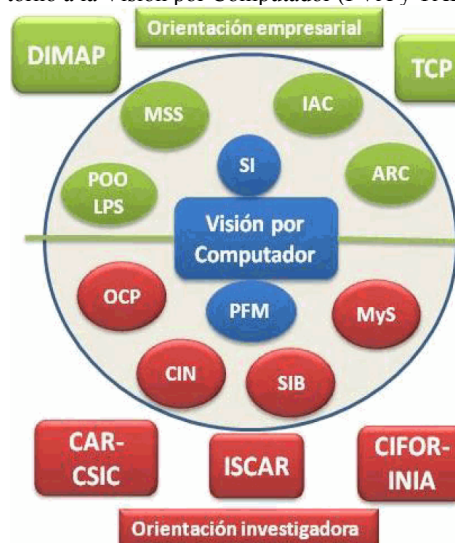 Orientación empresarial
DIMAP
TCP
MSS
IAC
SI
POO
LPS
ARC
Visión por
Computador
OCP
PFM
MyS
CIN
SIB
CAR-
CSIC
ISCAR
CIFOR-
INIA
Orientación investigadora